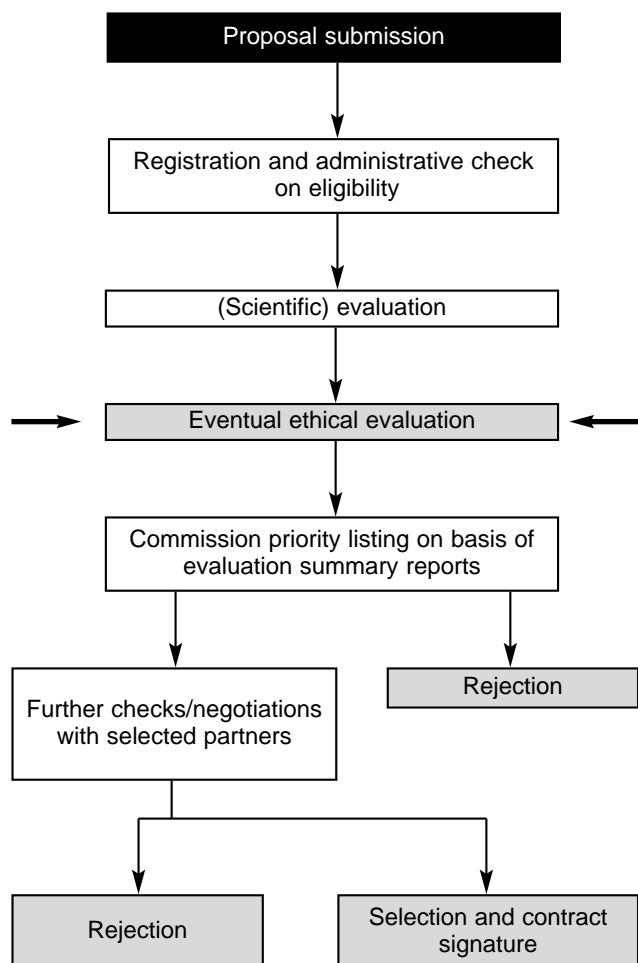 Proposal submission
Registration and administrative check
on eligibility
(Scientific) evaluation
Eventual ethical evaluation
Commission priority listing on basis of
evaluation summary reports
Rejection
Further checks/negotiations
with selected partners
Rejection
Selection and contract
signature